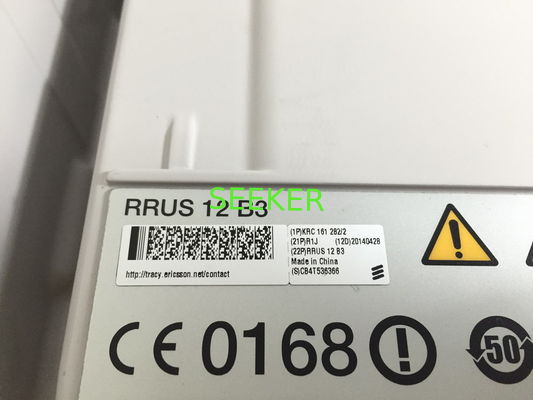 SEEKER
RRUS 12 B3
(1P)KRC 161 282/2
(21P)R1J (12D)20140428
(22P)RRUS 12 B3
Made in China
(S)CB4T536366
http://tracy.ericsson.net/contact
CE 0168
50